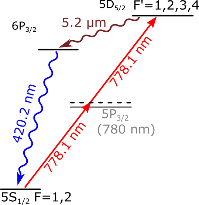 5D5/2 F'=1,2,3,4
5.2 µm
6P3/2
420.2 nm
778.1 nm
778.1 nm
5P3/2
(780 nm)
5S1/2 F=1,2